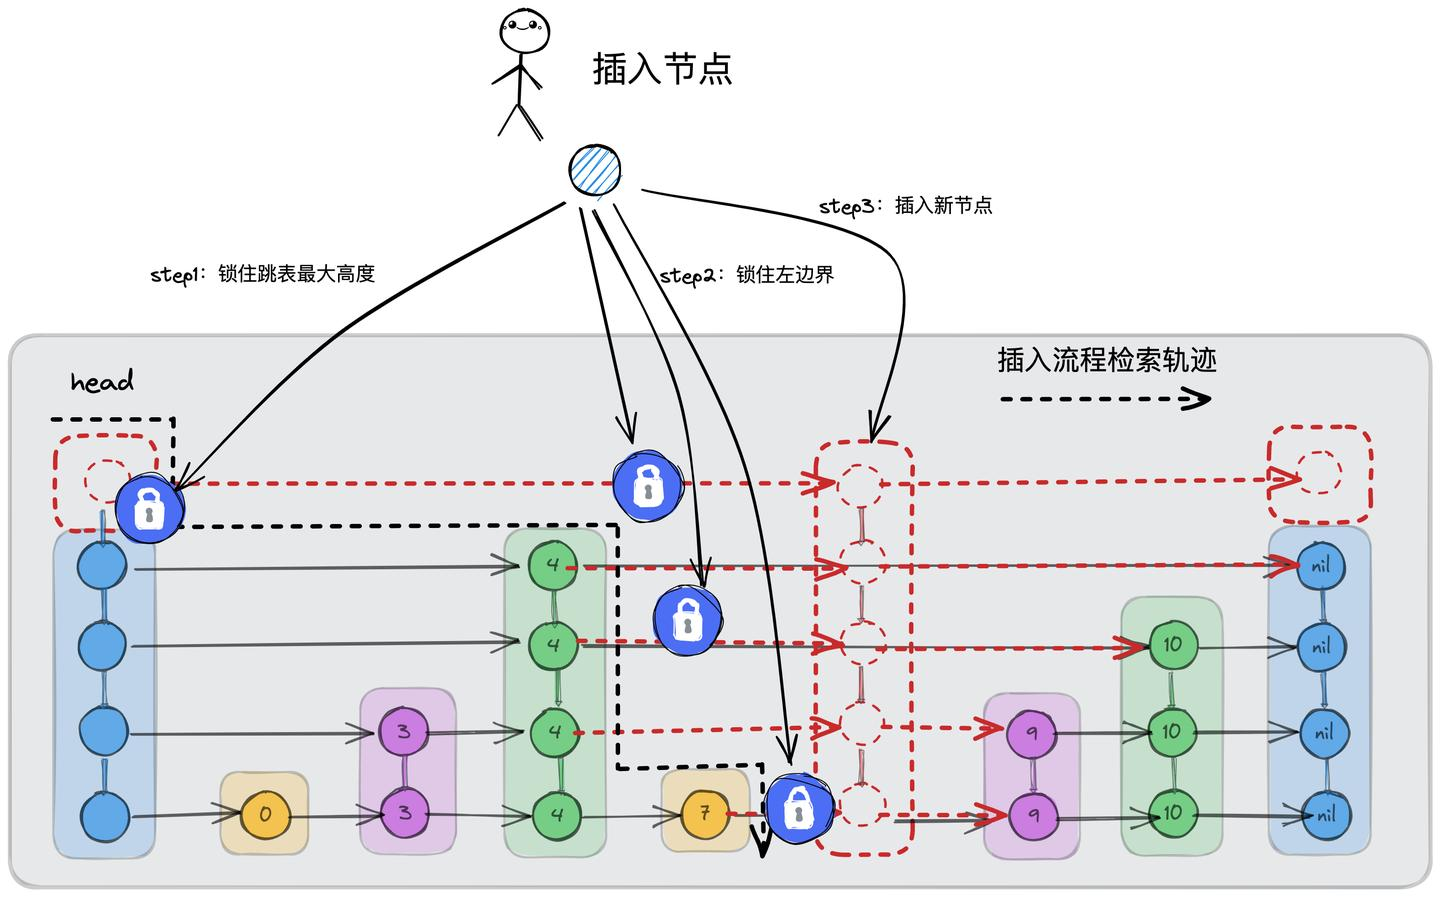 插入节点
step3：插入新节点
step1：锁住跳表最大高度
step2：锁住左边界
插入流程检索轨迹
head
4 nil
4 10 nil
3 4 9 10 nil
0 3 4 7 9 10 nil